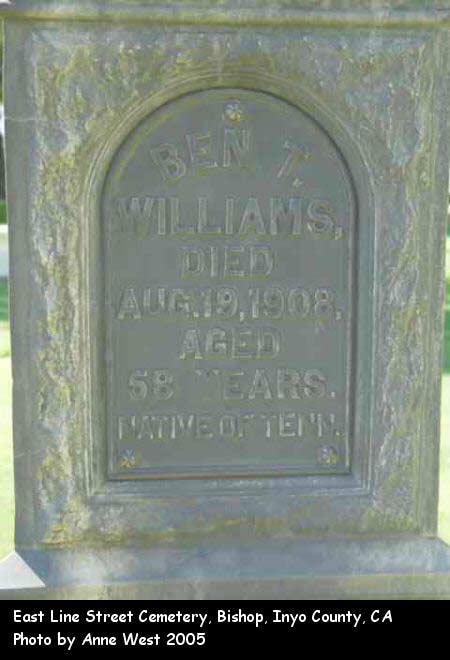 BEN T.
WILLIAMS,
DIED
AUG. 19, 1908.
AGED
58 YEARS.
NATIVE OF TENN.
East Line Street Cemetery, Bishop, Inyo County, CA
Photo by Anne West 2005